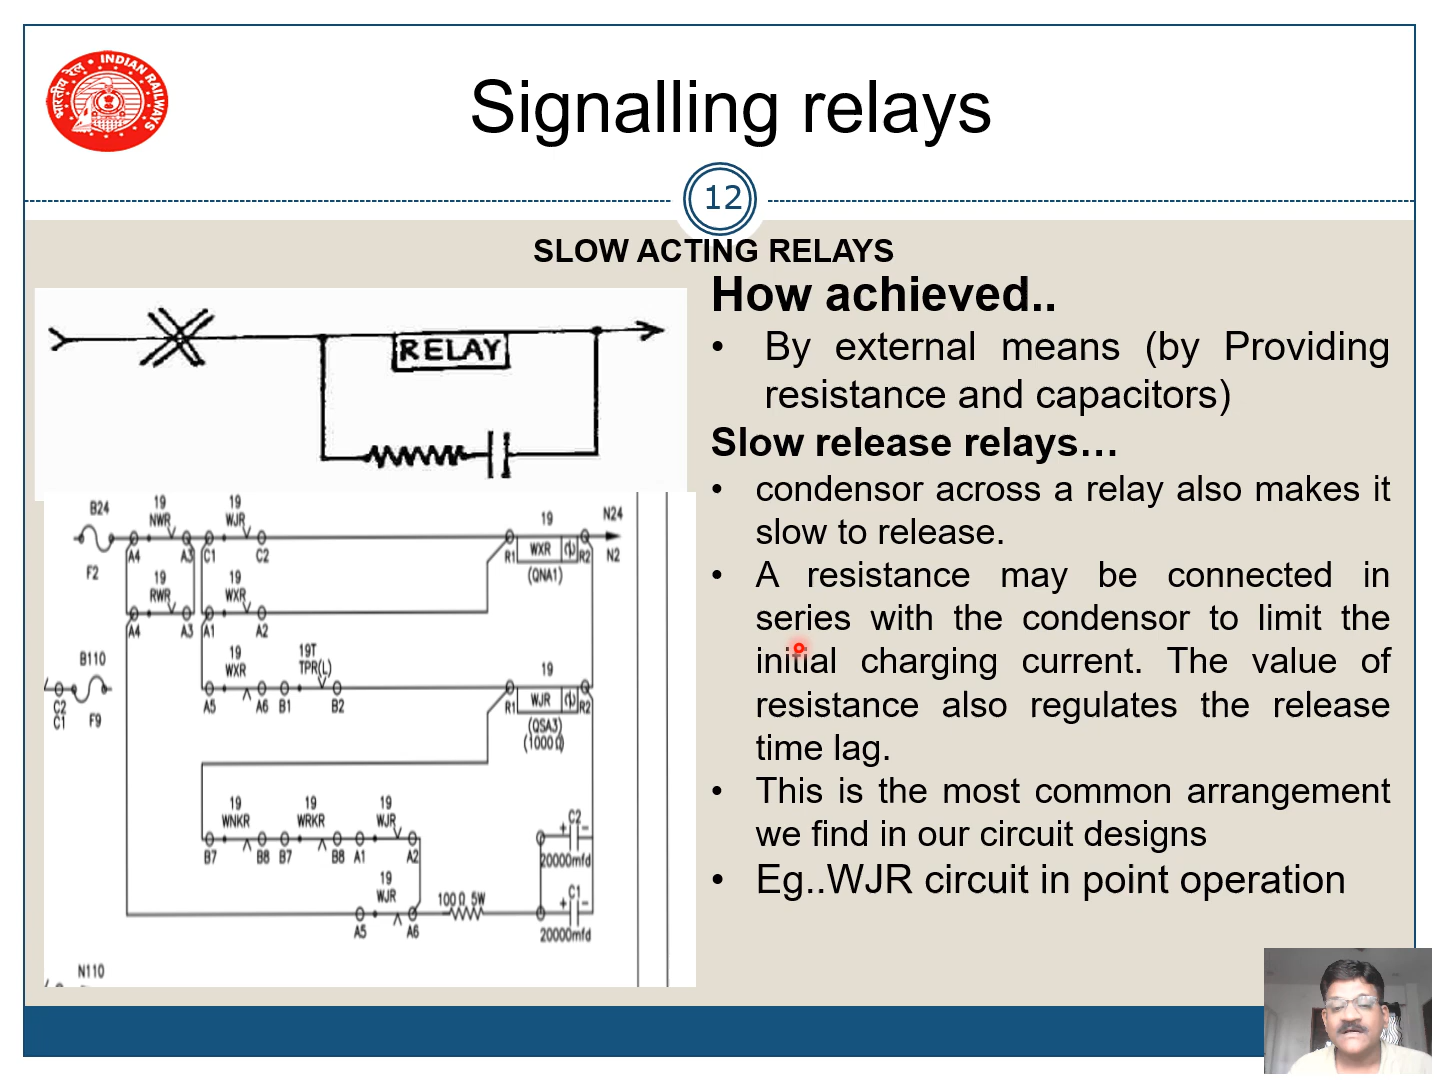 भारतीय रेल INDIAN RAILWAYS
Signalling relays
12
SLOW ACTING RELAYS
How achieved..
• By external means (by Providing
resistance and capacitors)
Slow release relays…
• condensor across a relay also makes it
slow to release.
• A resistance may be connected in
series with the condensor to limit the
initial charging current. The value of
resistance also regulates the release
time lag.
• This is the most common arrangement
we find in our circuit designs
• Eg..WJR circuit in point operation
RELAY
B24 19 19 19 N24
NWR WJR
A4 A3 C1 C2 R1 WXR R2 N2
F2 19 19 (QNA1)
RWR WXR
A4 A3 A1 A2
B110 19 19T 19
WXR TPR(L)
C2 A5 A6 B1 B2 R1 WJR R2
C1 F9 (QSA3)
(1000Ω)
19 19 19 C2
WNKR WRKR WJR + -
B7 B8 B7 B8 A1 A2 20000mfd
19
WJR 100Ω 5W + C1 -
A5 A6 20000mfd
N110